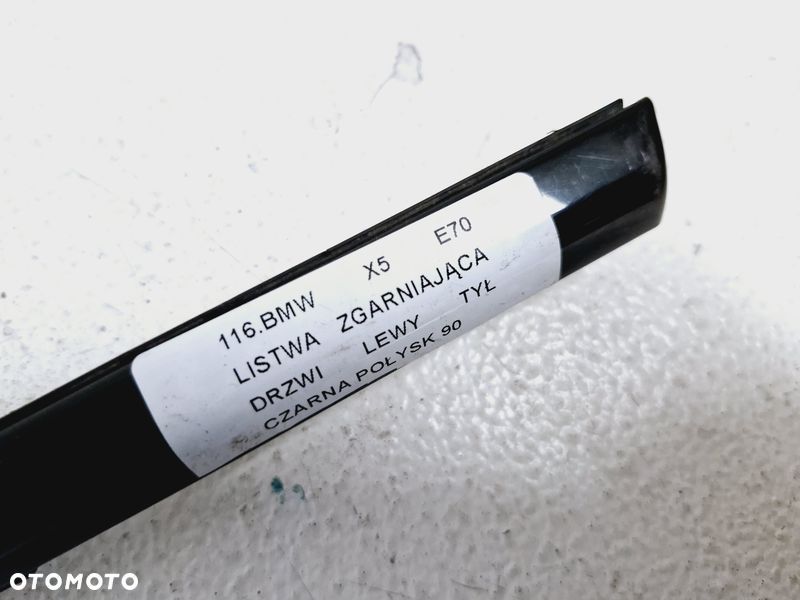 116.BMW X5 E70
LISTWA ZGARNIAJĄCA
DRZWI LEWY TYŁ
CZARNA POŁYSK 90
OTOMOTO